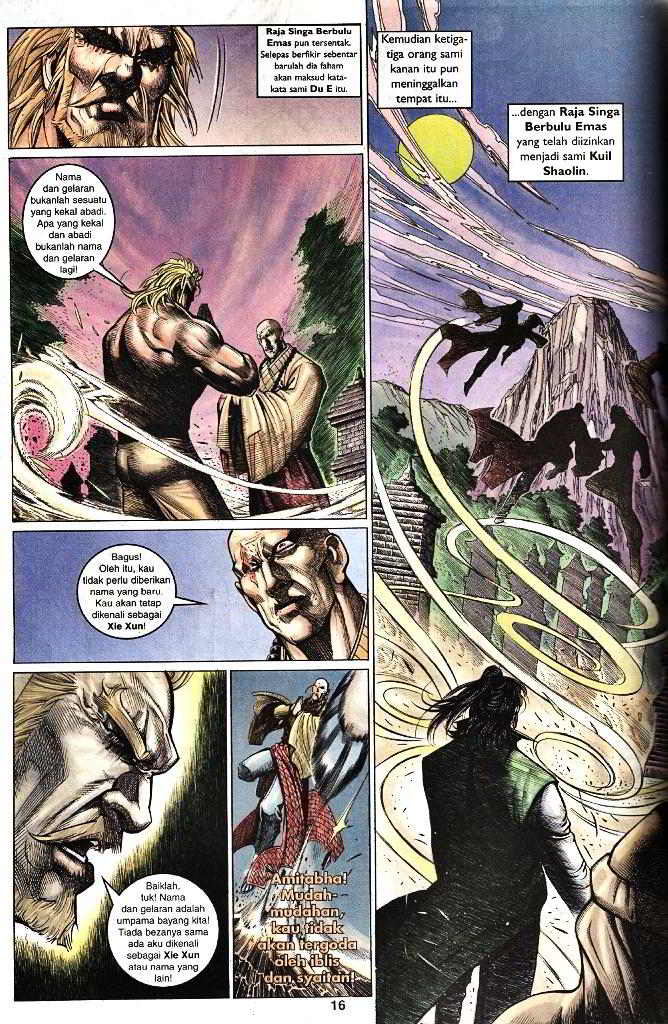 Raja Singa Berbulu
Emas pun tersentak.
Selepas berfikir sebentar
barulah dia faham
akan maksud kata-
kata sami Du E itu.
Nama
dan gelaran
bukanlah sesuatu
yang kekal abadi.
Apa yang kekal
dan abadi
bukanlah nama
dan gelaran
lagi!
Bagus!
Oleh itu, kau
tidak perlu diberikan
nama yang baru.
Kau akan tetap
dikenali sebagai
Xie Xun!
Baiklah,
tuk! Nama
dan gelaran adalah
umpama bayang kita!
Tiada bezanya sama
ada aku dikenali
sebagai Xie Xun
atau nama yang
lain!
Amitabha!
Mudah-
mudahan,
kau tidak
akan tergoda
oleh iblis
dan syaitan!
Kemudian ketiga-
tiga orang sami
kanan itu pun
meninggalkan
tempat itu...
...dengan Raja Singa
Berbulu Emas
yang telah diizinkan
menjadi sami Kuil
Shaolin.
16